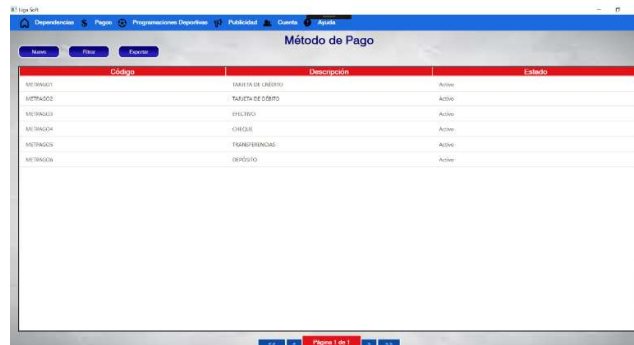 Liga Soft
Dependencias Pagos Programaciones Deportivas Publicidad Cuenta Ayuda
Método de Pago
Nuevo Filtrar Exportar
Código Descripción Estado
METPAGO1 TARJETA DE CRÉDITO Activo
METPAGO2 TARJETA DE DÉBITO Activo
METPAGO3 EFECTIVO Activo
METPAGO4 CHEQUE Activo
METPAGO5 TRANSFERENCIAS Activo
METPAGO6 DEPÓSITO Activo
<< < Página 1 de 1 > >>